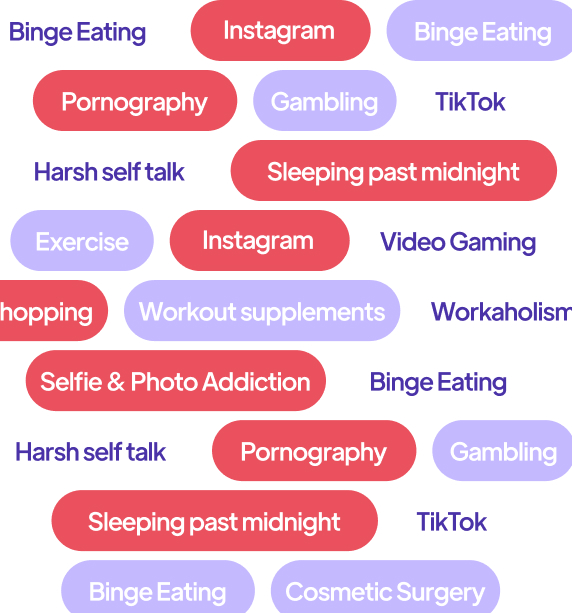 Binge Eating Instagram Binge Eating
Pornography Gambling TikTok
Harsh self talk Sleeping past midnight
Exercise Instagram Video Gaming
hopping Workout supplements Workaholism
Selfie & Photo Addiction Binge Eating
Harsh self talk Pornography Gambling
Sleeping past midnight TikTok
Binge Eating Cosmetic Surgery